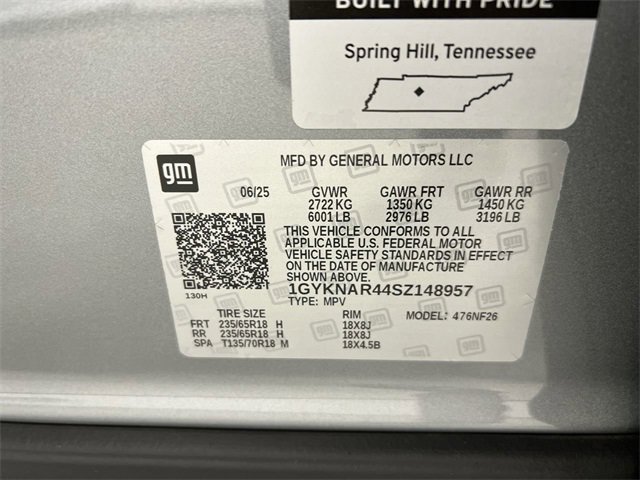 BUILT WITH PRIDE
Spring Hill, Tennessee
gm
MFD BY GENERAL MOTORS LLC
06/25 GVWR GAWR FRT GAWR RR
2722 KG 1350 KG 1450 KG
6001 LB 2976 LB 3196 LB
THIS VEHICLE CONFORMS TO ALL
APPLICABLE U.S. FEDERAL MOTOR
VEHICLE SAFETY STANDARDS IN EFFECT
ON THE DATE OF MANUFACTURE
SHOWN ABOVE.
130H
1GYKNAR44SZ148957
TYPE: MPV MODEL: 476NF26
TIRE SIZE RIM
FRT 235/65R18 H 18X8J
RR 235/65R18 H 18X8J
SPA T135/70R18 M 18X4.5B